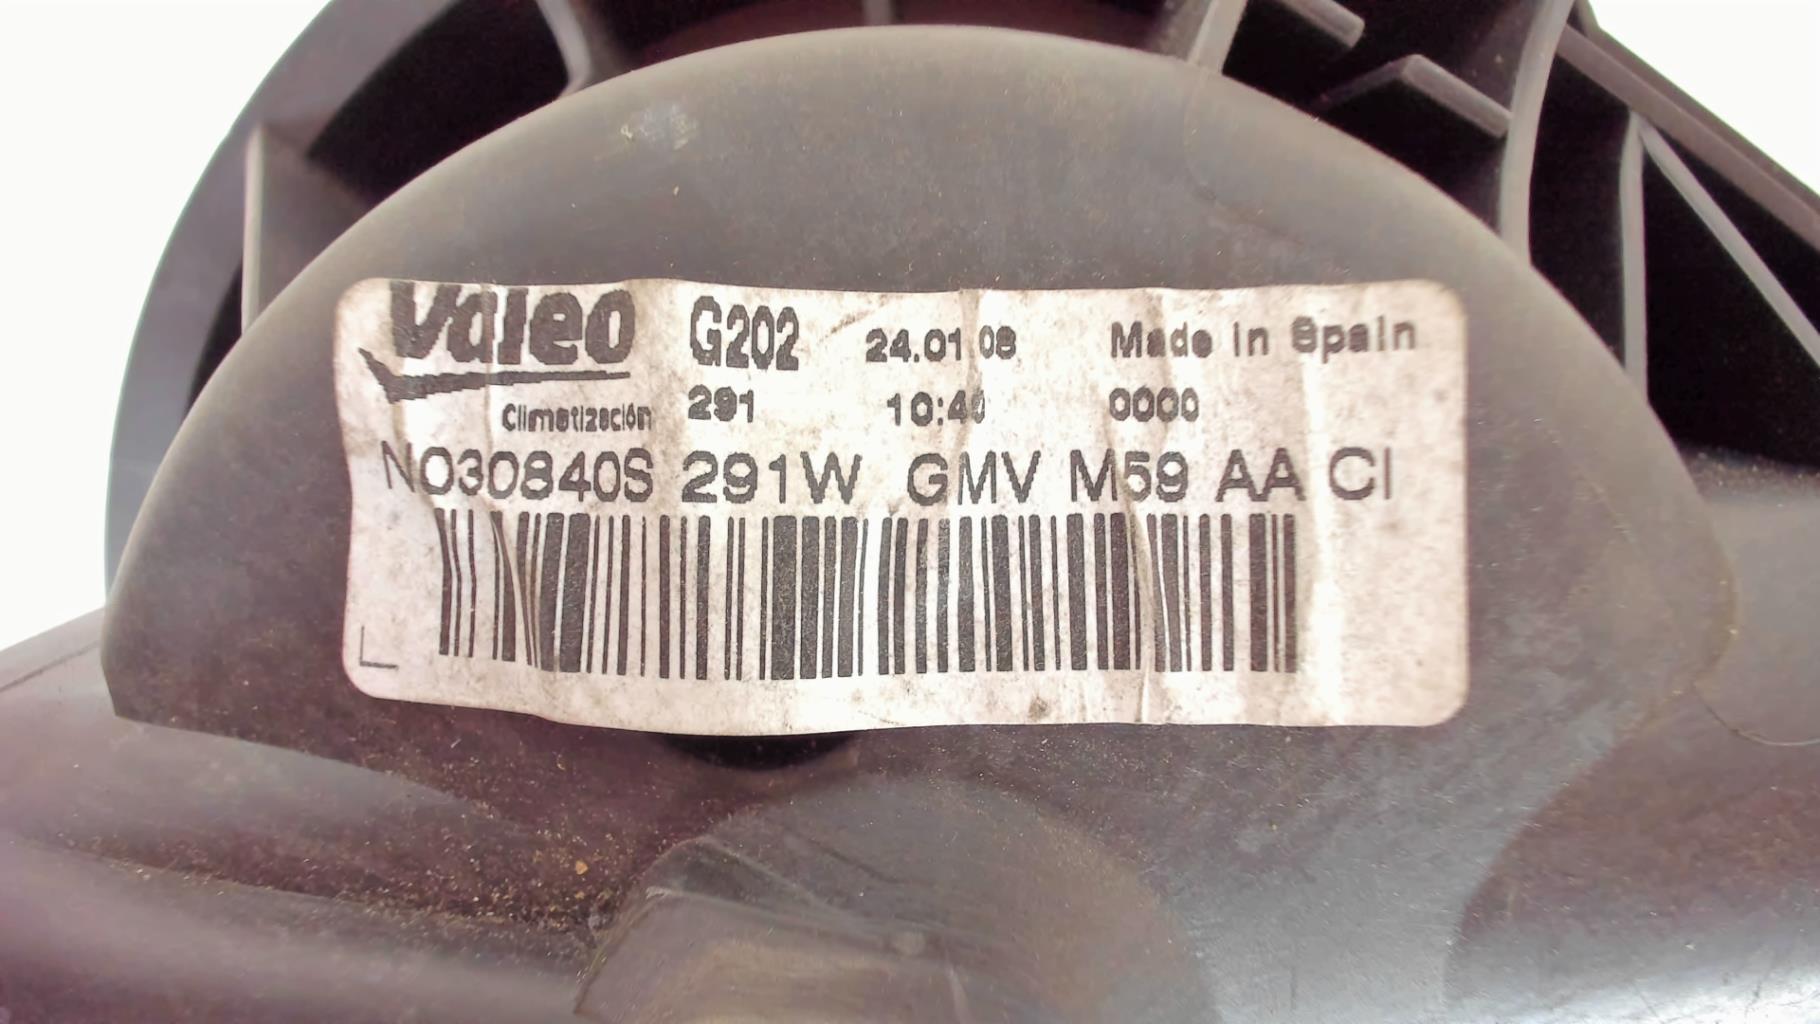 Valeo G202 24.01.08 Made in Spain
Climatización 291 10:40 0000
N030840S 291W GMV M59 AA CI